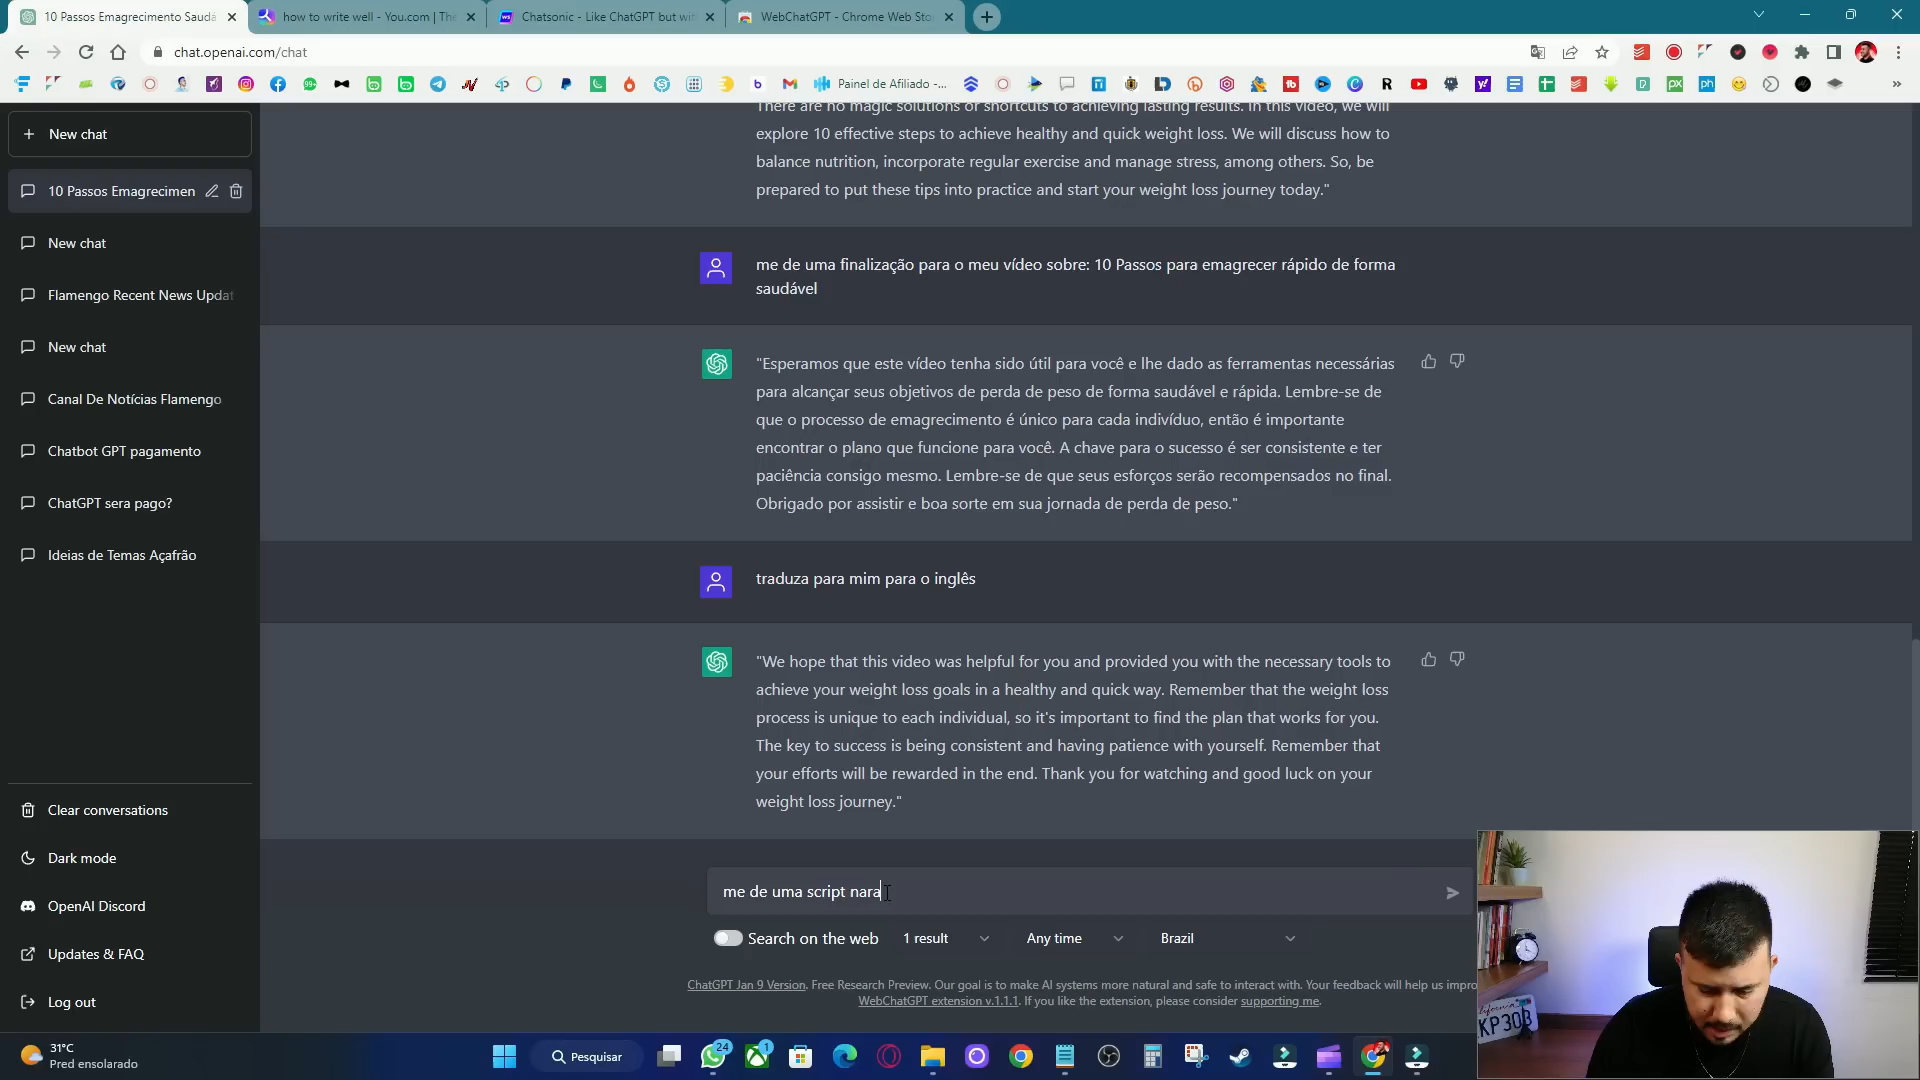 10 Passos Emagrecimento Saudá
how to write well - You.com | The
Chatsonic - Like ChatGPT but wit
WebChatGPT - Chrome Web Sto
chat.openai.com/chat
Painel de Afiliado -...
New chat
10 Passos Emagrecimen
New chat
Flamengo Recent News Updat
New chat
Canal De Notícias Flamengo
Chatbot GPT pagamento
ChatGPT sera pago?
Ideias de Temas Açafrão
Clear conversations
Dark mode
OpenAI Discord
Updates & FAQ
Log out
There are no magic solutions or shortcuts to achieving lasting results. In this video, we will
explore 10 effective steps to achieve healthy and quick weight loss. We will discuss how to
balance nutrition, incorporate regular exercise and manage stress, among others. So, be
prepared to put these tips into practice and start your weight loss journey today."
me de uma finalização para o meu vídeo sobre: 10 Passos para emagrecer rápido de forma
saudável
"Esperamos que este vídeo tenha sido útil para você e lhe dado as ferramentas necessárias
para alcançar seus objetivos de perda de peso de forma saudável e rápida. Lembre-se de
que o processo de emagrecimento é único para cada indivíduo, então é importante
encontrar o plano que funcione para você. A chave para o sucesso é ser consistente e ter
paciência consigo mesmo. Lembre-se de que seus esforços serão recompensados no final.
Obrigado por assistir e boa sorte em sua jornada de perda de peso."
traduza para mim para o inglês
"We hope that this video was helpful for you and provided you with the necessary tools to
achieve your weight loss goals in a healthy and quick way. Remember that the weight loss
process is unique to each individual, so it's important to find the plan that works for you.
The key to success is being consistent and having patience with yourself. Remember that
your efforts will be rewarded in the end. Thank you for watching and good luck on your
weight loss journey."
me de uma script nara
Search on the web
1 result
Any time
Brazil
ChatGPT Jan 9 Version. Free Research Preview. Our goal is to make AI systems more natural and safe to interact with. Your feedback will help us impro
WebChatGPT extension v.1.1.1. If you like the extension, please consider supporting me.
KP303
31°C
Pred ensolarado
Pesquisar
24
1